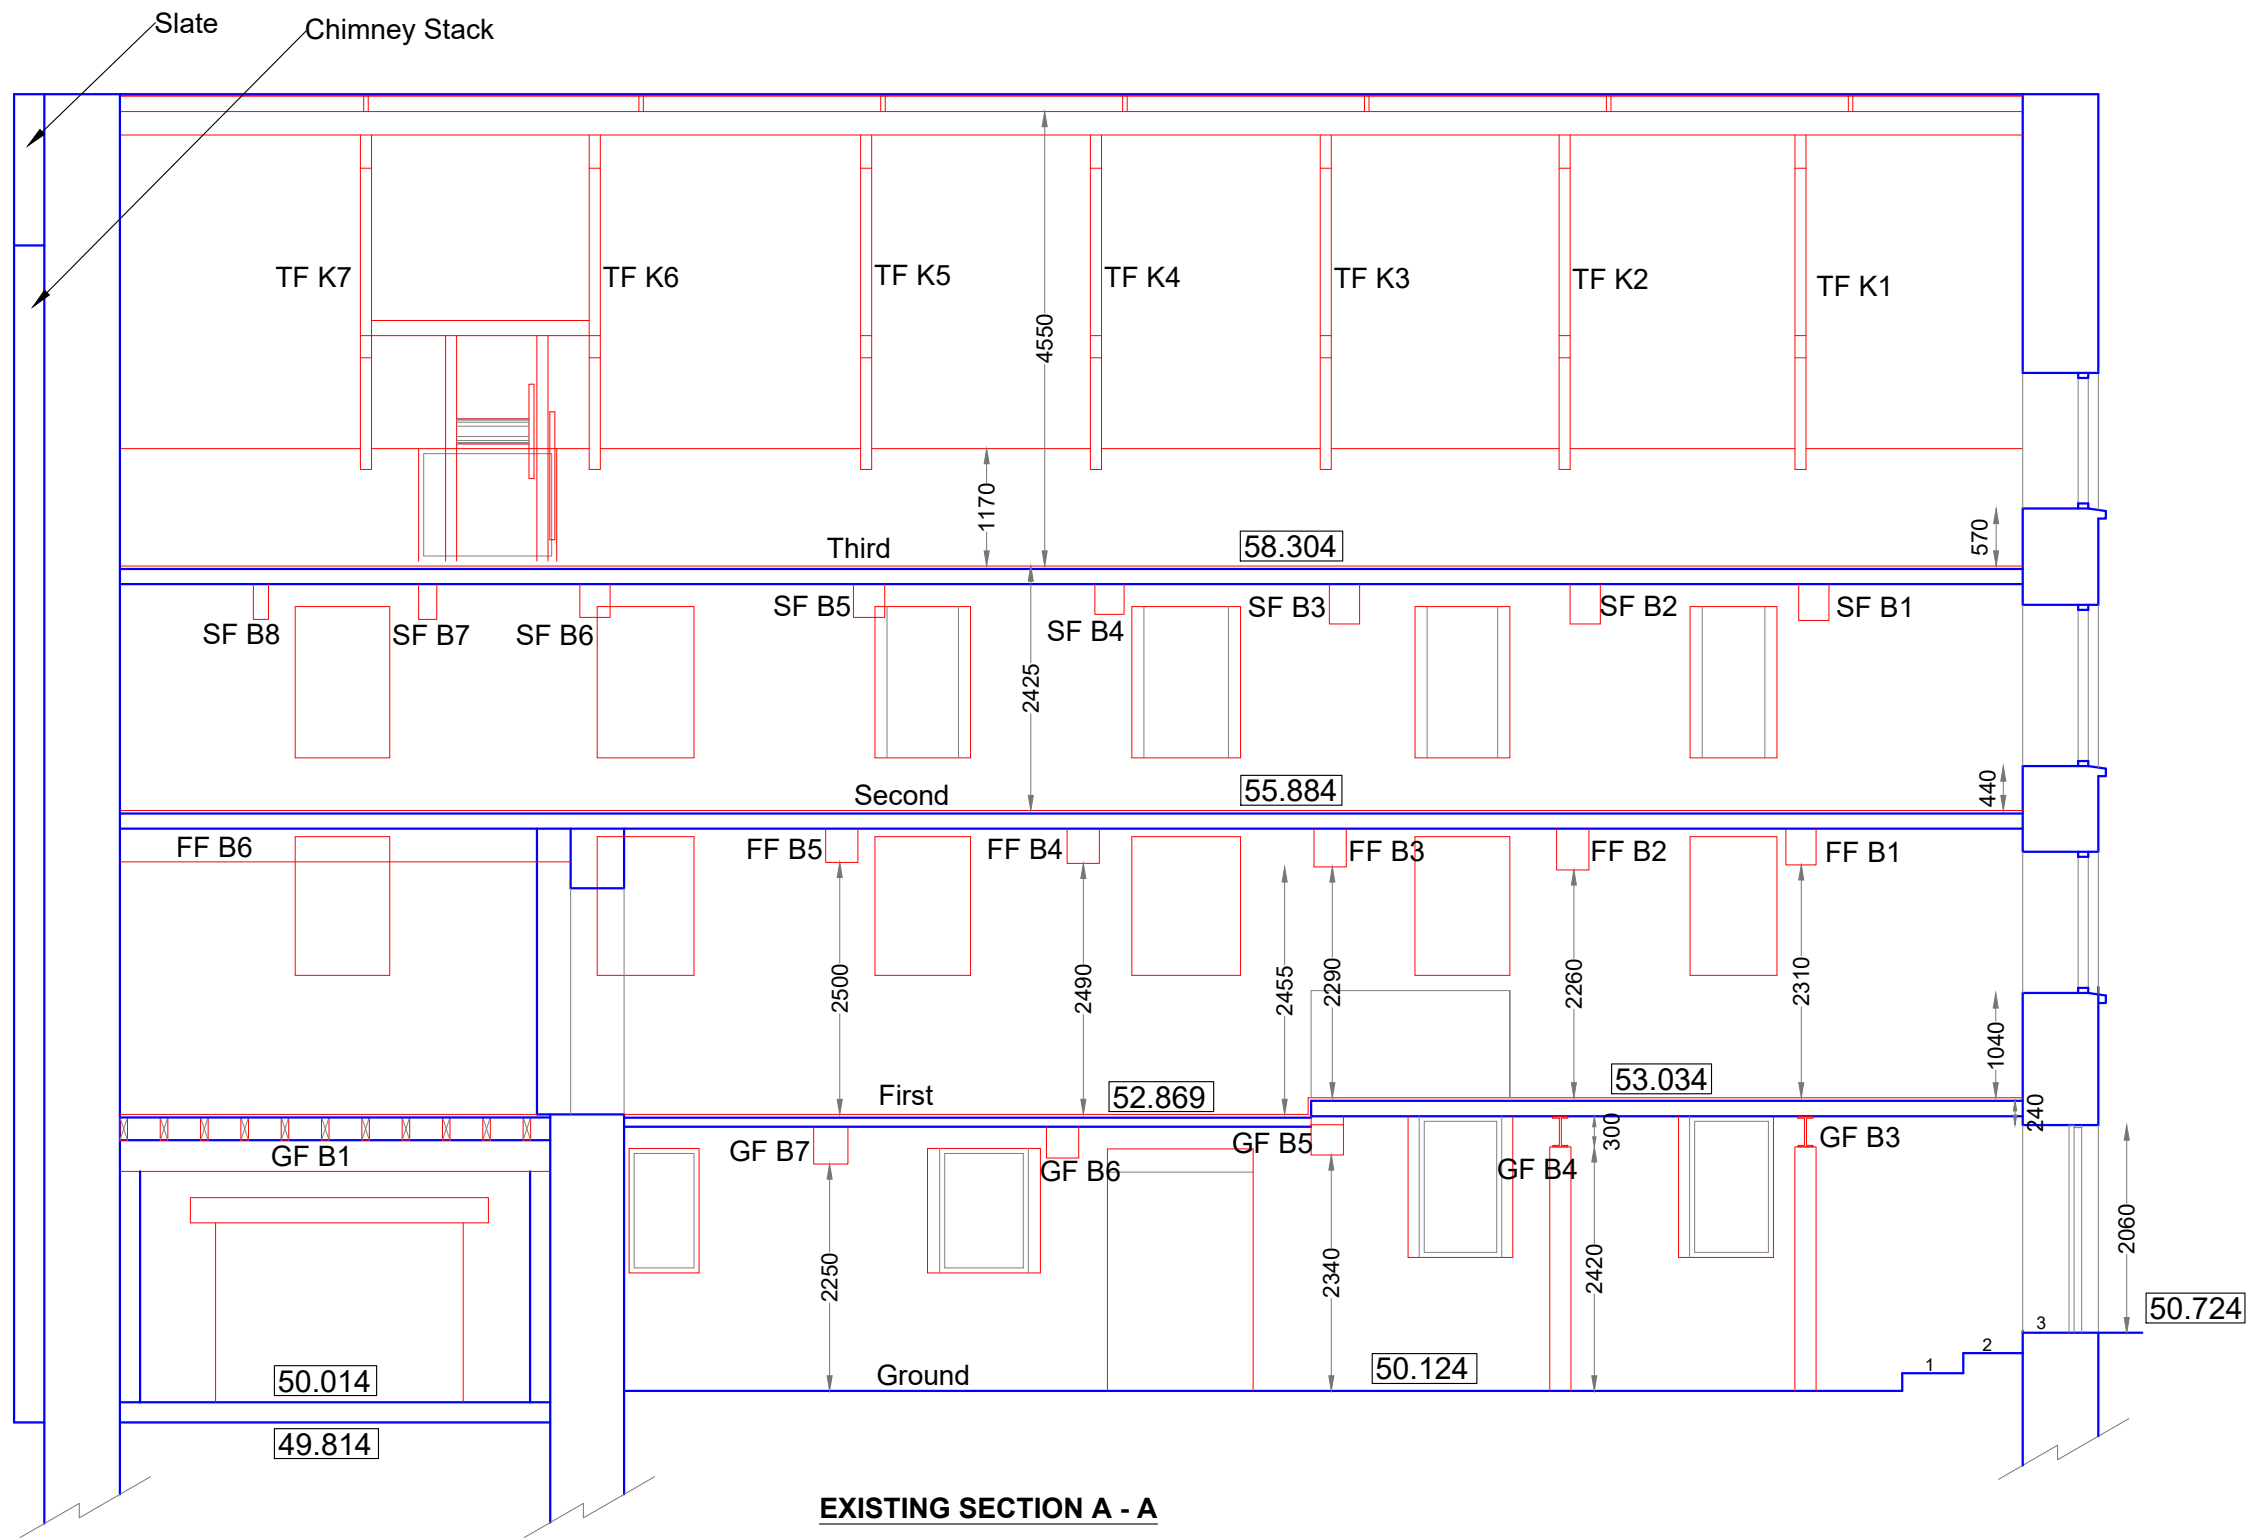 Slate
Chimney Stack
TF K7
TF K6
TF K5
TF K4
TF K3
TF K2
TF K1
4550
1170
570
Third
58.304
SF B8
SF B7
SF B6
SF B5
SF B4
SF B3
SF B2
SF B1
2425
440
Second
55.884
FF B6
FF B5
FF B4
FF B3
FF B2
FF B1
2500
2490
2455
2290
2260
2310
1040
First
52.869
53.034
240
300
GF B1
GF B7
GF B6
GF B5
GF B4
GF B3
2250
2340
2420
2060
50.724
3
2
1
50.014
Ground
50.124
49.814
EXISTING SECTION A - A